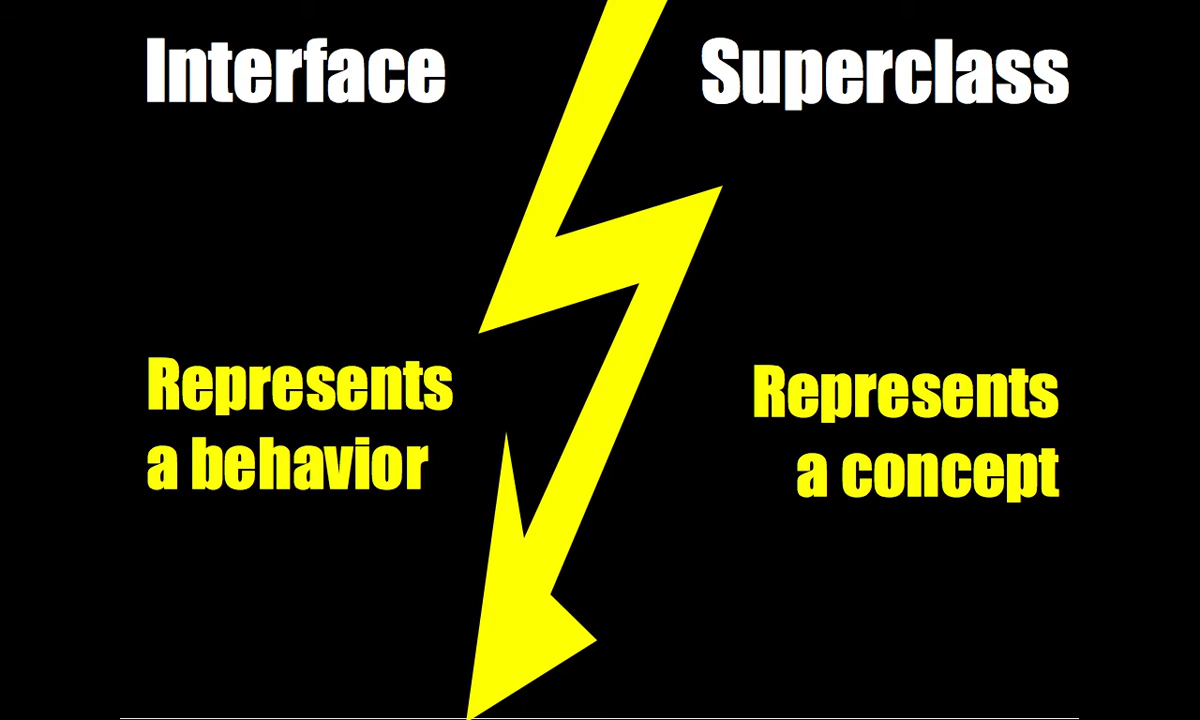 Interface
Superclass
Represents
a behavior
Represents
a concept